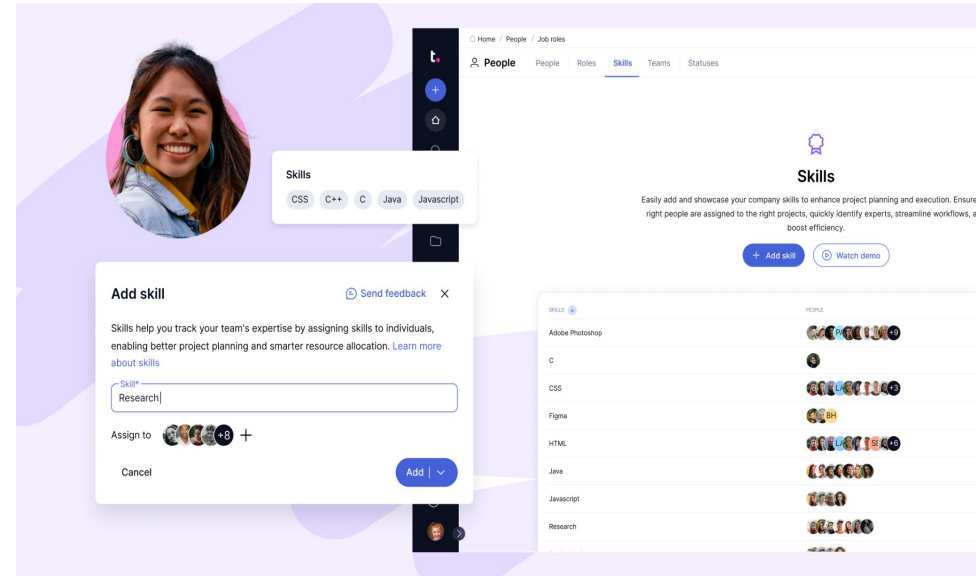 Home / People / Job roles
t.
People People Roles Skills Teams Statuses
Skills
CSS C++ C Java Javascript
Skills
Easily add and showcase your company skills to enhance project planning and execution. Ensure
right people are assigned to the right projects, quickly identify experts, streamline workflows, a
boost efficiency.
+ Add skill Watch demo
Add skill Send feedback X
Skills help you track your team's expertise by assigning skills to individuals,
enabling better project planning and smarter resource allocation. Learn more
about skills
Skill*
Research
Assign to +8 +
Cancel Add
SKILLS + PEOPLE
Adobe Photoshop +9
C
CSS +3
Figma BH
HTML +6
Java
Javascript
Research